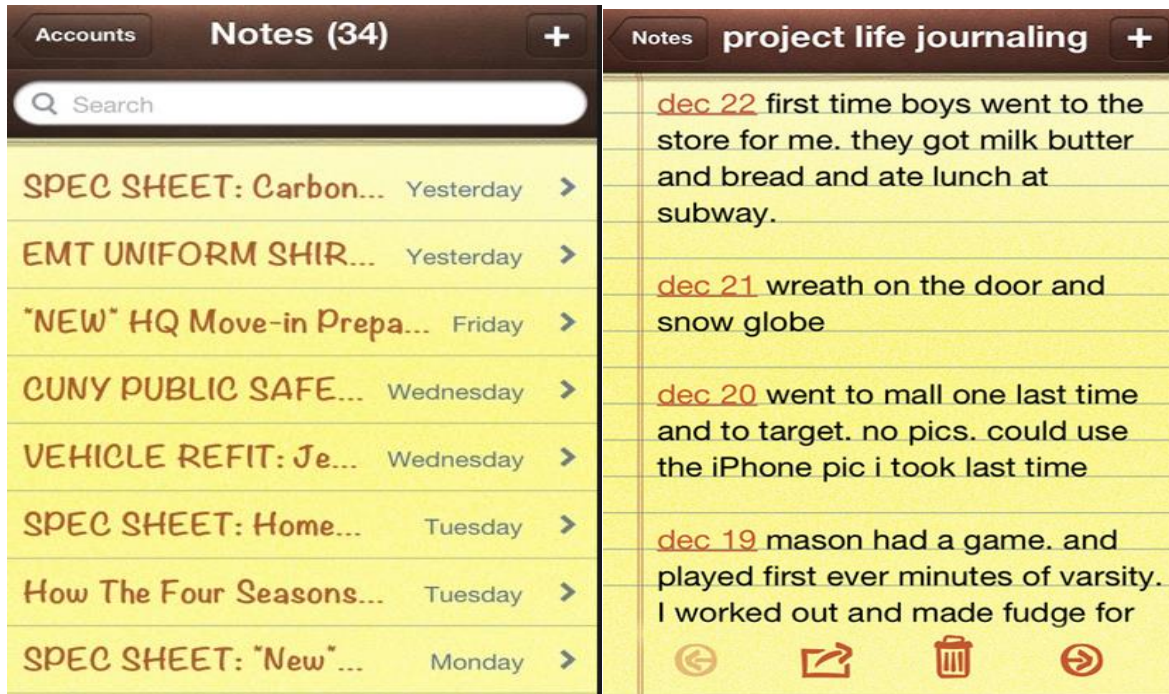 Accounts Notes (34) +
Search
SPEC SHEET: Carbon... Yesterday >
EMT UNIFORM SHIR... Yesterday >
"NEW" HQ Move-in Prepa... Friday >
CUNY PUBLIC SAFE... Wednesday >
VEHICLE REFIT: Je... Wednesday >
SPEC SHEET: Home... Tuesday >
How The Four Seasons... Tuesday >
SPEC SHEET: "New"... Monday >
Notes project life journaling +
dec 22 first time boys went to the
store for me. they got milk butter
and bread and ate lunch at
subway.
dec 21 wreath on the door and
snow globe
dec 20 went to mall one last time
and to target. no pics. could use
the iPhone pic i took last time
dec 19 mason had a game. and
played first ever minutes of varsity.
I worked out and made fudge for